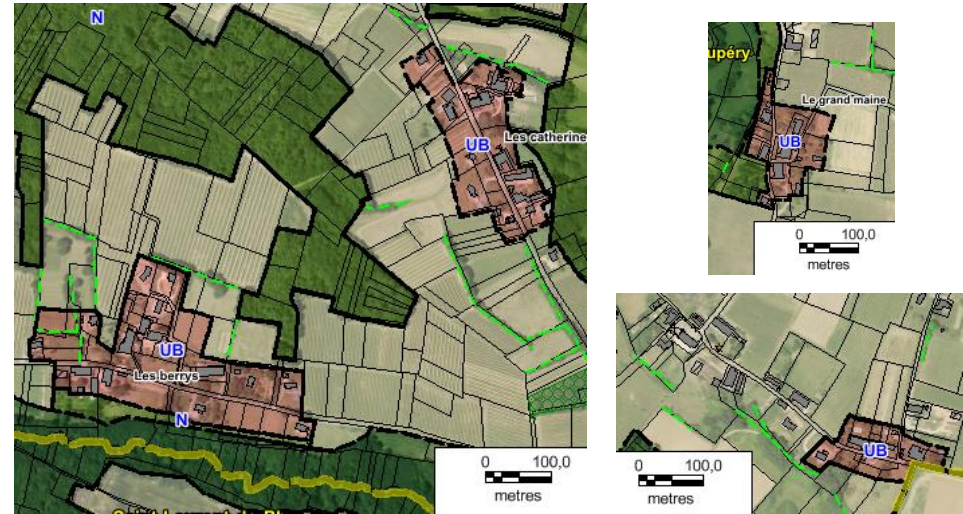 N
Les catherine
UB
UB
Les berrys
N
0 100,0
metres
upéry
Le grand maine
UB
0 100,0
metres
UB
0 100,0
metres